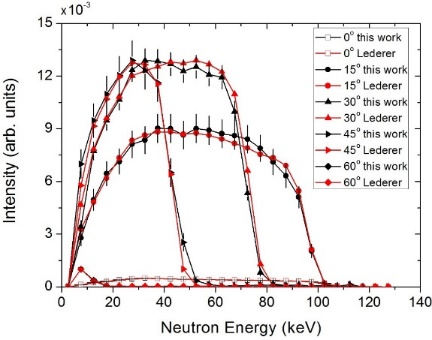 ×10⁻³
15
12
9
6
3
0
Intensity (arb. units)
0 20 40 60 80 100 120 140
Neutron Energy (keV)
0° this work
0° Lederer
15° this work
15° Lederer
30° this work
30° Lederer
45° this work
45° Lederer
60° this work
60° Lederer